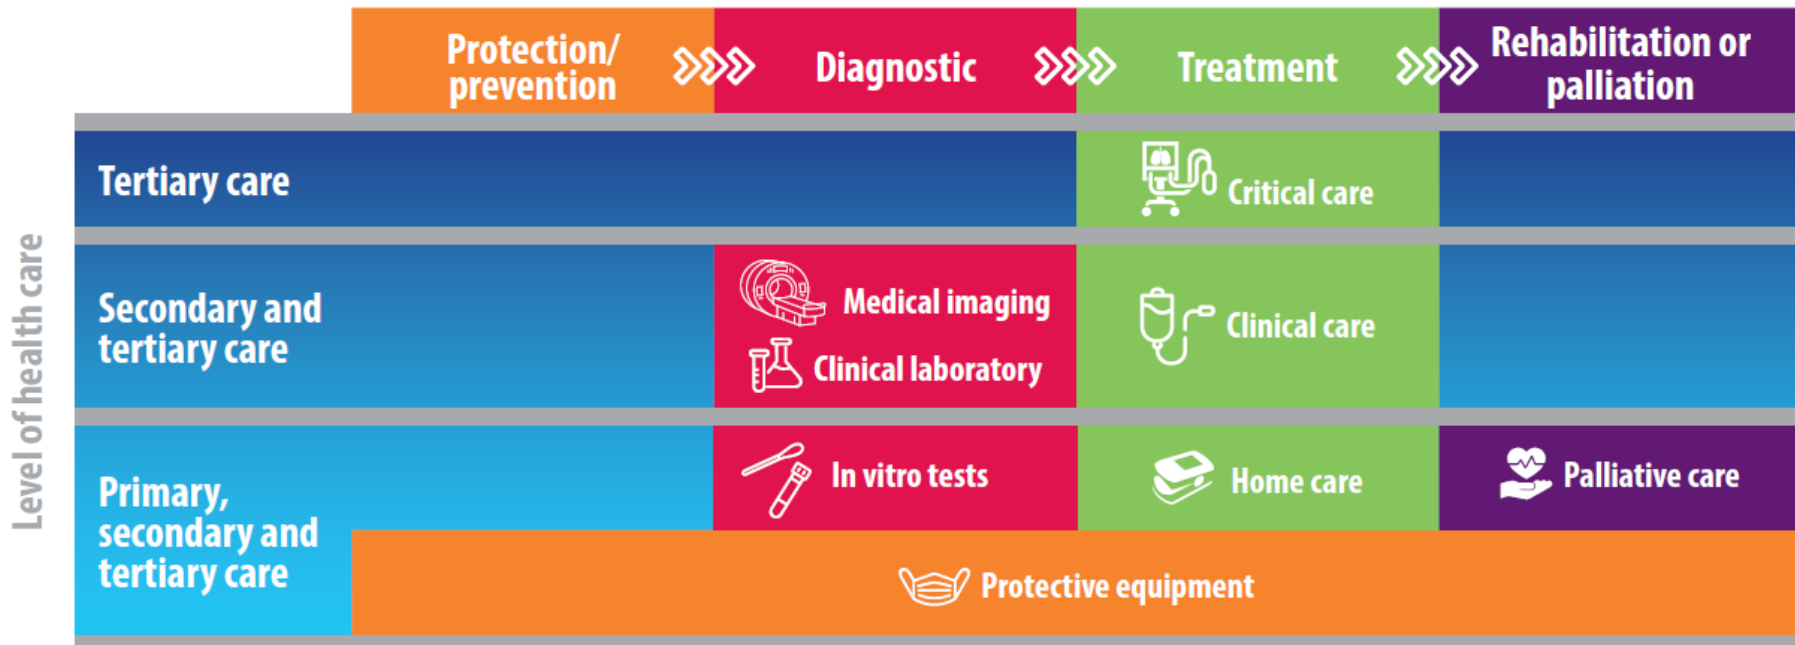 Protection/
prevention
Diagnostic
Treatment
Rehabilitation or
palliation
Level of health care
Tertiary care
Critical care
Secondary and
tertiary care
Medical imaging
Clinical laboratory
Clinical care
Primary,
secondary and
tertiary care
In vitro tests
Home care
Palliative care
Protective equipment